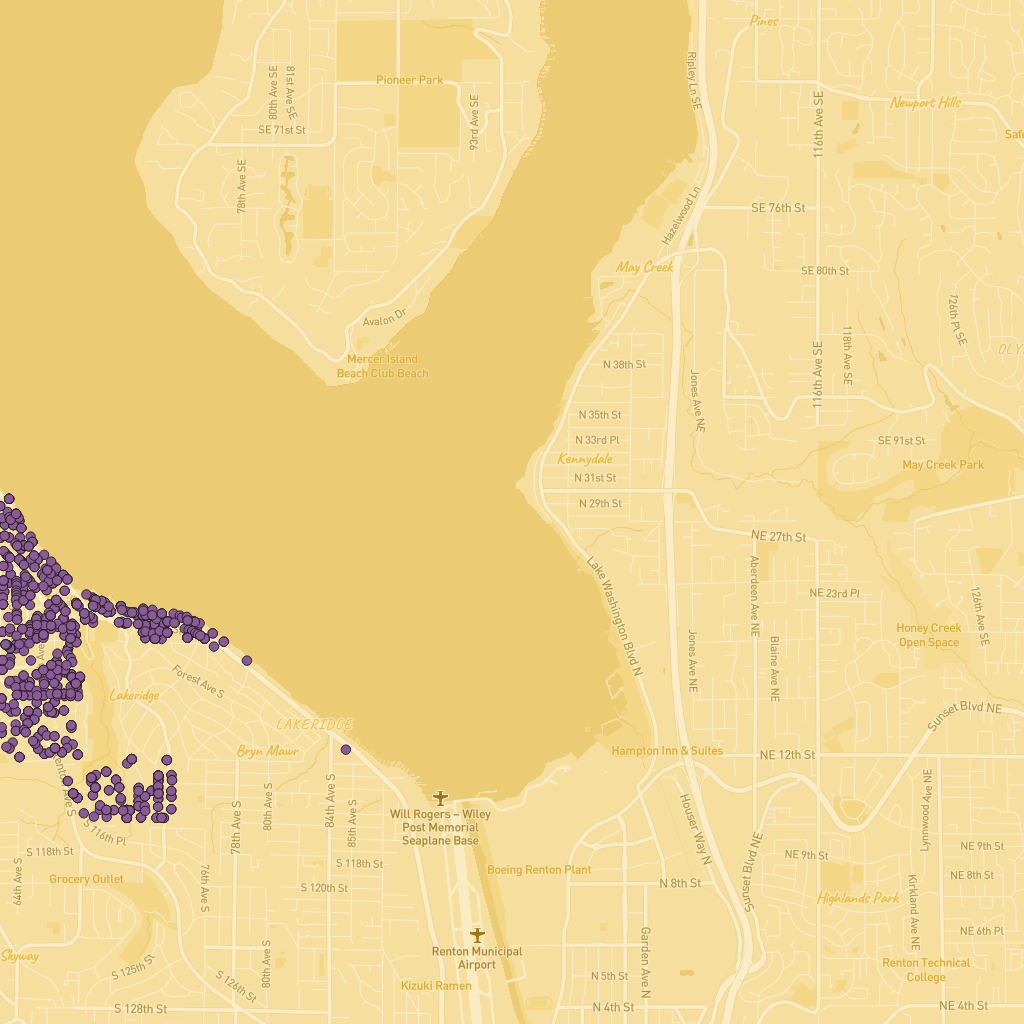 Pines
Pioneer Park
81st Ave SE
80th Ave SE
93rd Ave SE
Ripley Ln SE
116th Ave SE
Newport Hills
SE 71st St
78th Ave SE
Hazelwood Ln
SE 76th St
May Creek
SE 80th St
126th Pl SE
Avalon Dr
Mercer Island
Beach Club Beach
N 38th St
118th Ave SE
116th Ave SE
Jones Ave NE
N 35th St
N 33rd Pl
SE 91st St
Kennydale
May Creek Park
N 31st St
N 29th St
NE 27th St
Lake Washington Blvd N
Aberdeen Ave NE
NE 23rd Pl
126th Ave SE
Honey Creek
Open Space
Jones Ave NE
Blaine Ave NE
Forest Ave S
Lakeridge
LAKERIDGE
Sunset Blvd NE
Bryn Mawr
Hampton Inn & Suites
NE 12th St
Will Rogers – Wiley
Post Memorial
Seaplane Base
84th Ave S
85th Ave S
80th Ave S
78th Ave S
S 116th Pl
Houser Way N
Lynnwood Ave NE
S 118th St
S 118th St
NE 9th St
NE 9th St
Sunset Blvd NE
64th Ave S
Grocery Outlet
76th Ave S
S 120th St
Boeing Renton Plant
N 8th St
NE 8th St
Highlands Park
Kirkland Ave NE
NE 6th Pl
Skyway
80th Ave S
Renton Municipal
Airport
Garden Ave N
S 125th St
S 126th St
Kizuki Ramen
N 5th St
Renton Technical
College
S 128th St
N 4th St
NE 4th St